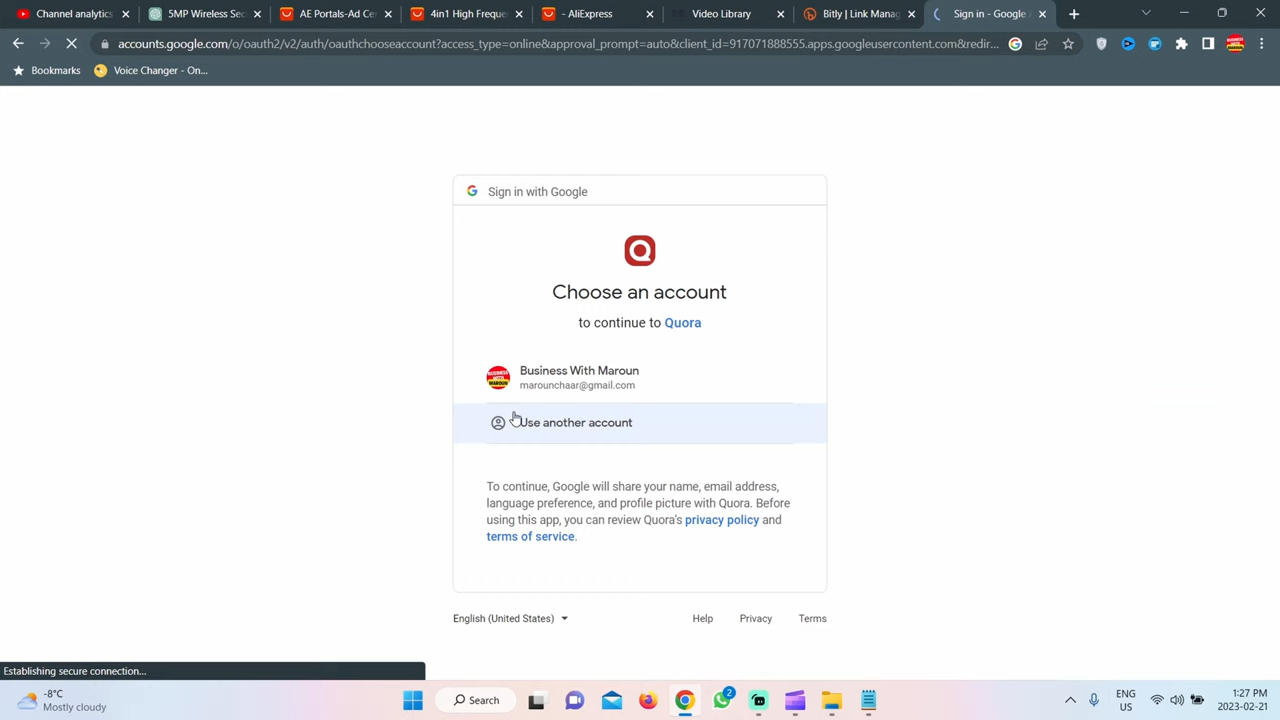 Channel analytics
5MP Wireless Sec
AE Portals-Ad Cen
4in1 High Freque
- AliExpress
Video Library
Bitly | Link Manag
Sign in - Google
accounts.google.com/o/oauth2/v2/auth/oauthchooseaccount?access_type=online&approval_prompt=auto&client_id=917071888555.apps.googleusercontent.com&redir...
Bookmarks
Voice Changer - On...
Sign in with Google
Choose an account
to continue to Quora
Business With Maroun
marounchaar@gmail.com
Use another account
To continue, Google will share your name, email address,
language preference, and profile picture with Quora. Before
using this app, you can review Quora's privacy policy and
terms of service.
English (United States)
Help
Privacy
Terms
Establishing secure connection...
-8°C
Mostly cloudy
Search
2
ENG
US
1:27 PM
2023-02-21